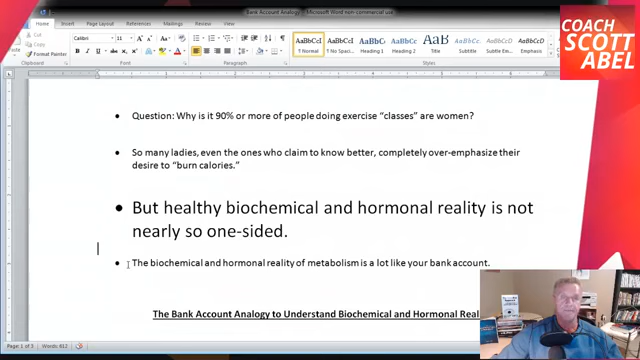 Bank Account Analogy - Microsoft Word non-commercial use
Home Insert Page Layout References Mailings Review View
Cut
Copy
Format Painter
Calibri 11
AaBbCcI AaBbCcI AaBbC AaBbCc AaB AaBbCc. AaBbCcD AaBbCcD
¶ Normal ¶ No Spaci... Heading 1 Heading 2 Title Subtitle Subtle Em... Emphasis
Clipboard Font Paragraph Styles
COACH
SCOTT
ABEL
• Question: Why is it 90% or more of people doing exercise “classes” are women?
• So many ladies, even the ones who claim to know better, completely over-emphasize their
desire to “burn calories.”
• But healthy biochemical and hormonal reality is not
nearly so one-sided.
• The biochemical and hormonal reality of metabolism is a lot like your bank account.
The Bank Account Analogy to Understand Biochemical and Hormonal Real
Page: 1 of 3 Words: 612